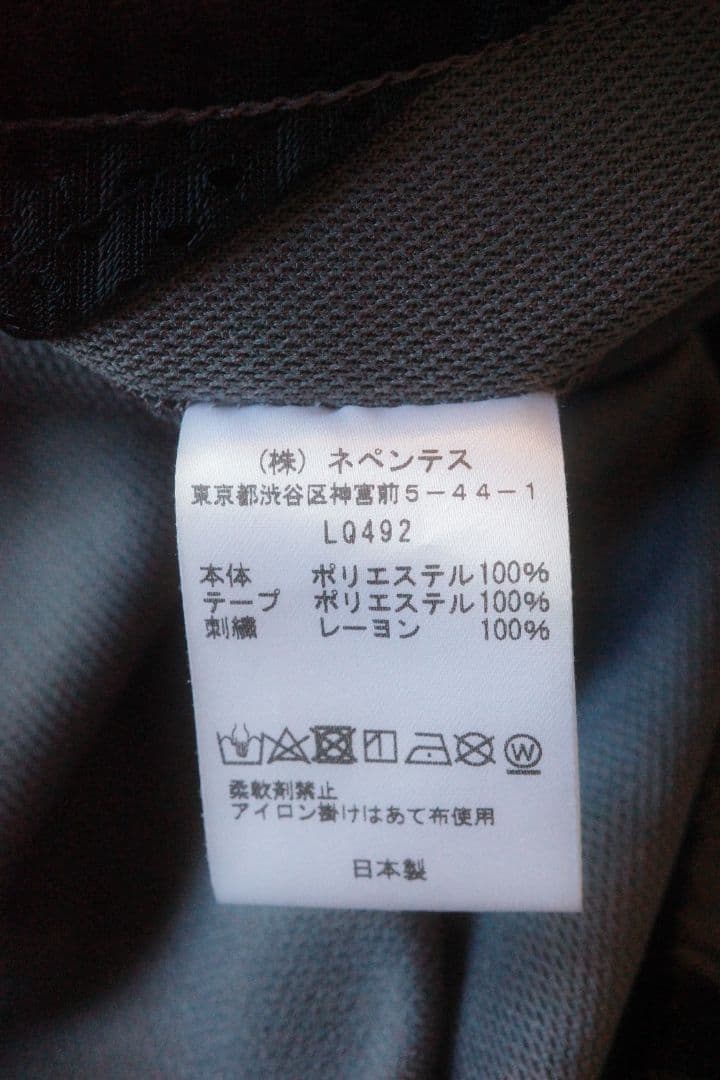 （株）ネペンテス
東京都渋谷区神宮前５－４４－１
LQ492
本体 ポリエステル100%
テープ ポリエステル100%
刺繍 レーヨン 100%
W
柔軟剤禁止
アイロン掛けはあて布使用
日本製